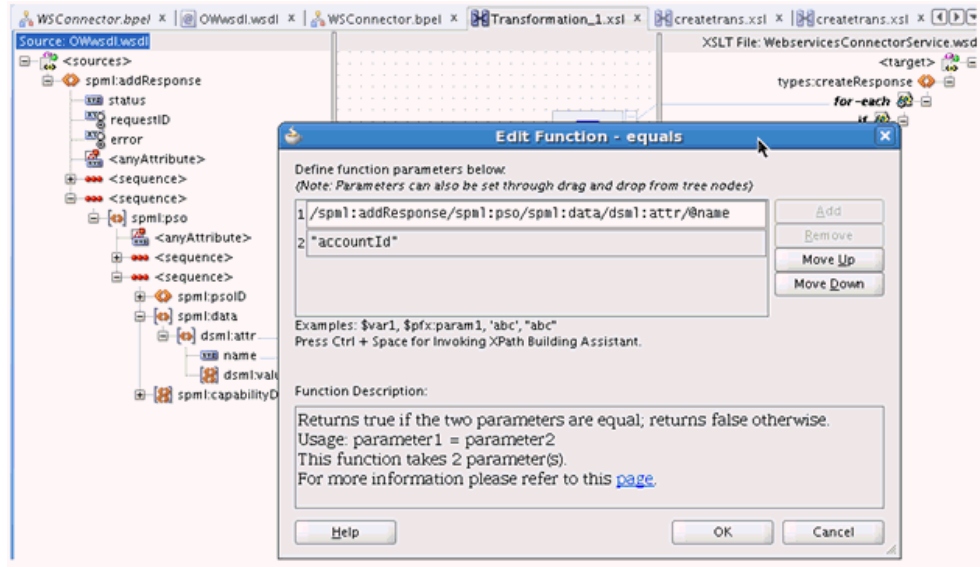 WSConnector.bpel x OWwsdl.wsdl x WSConnector.bpel x Transformation_1.xsl x createtrans.xsl x createtrans.xsl x
Source: OWwsdl.wsdl
XSLT File: WebservicesConnectorService.wsd
<sources>
<target>
spml:addResponse
types:createResponse
status
for-each
requestID
if
error
<anyAttribute>
<sequence>
<sequence>
spml:pso
<anyAttribute>
<sequence>
<sequence>
spml:psoID
spml:data
dsml:attr
name
dsml:valu
spml:capabilityD
Edit Function - equals
Define function parameters below.
(Note: Parameters can also be set through drag and drop from tree nodes)
1 /spml:addResponse/spml:pso/spml:data/dsml:attr/@name
2 "accountId"
Add
Remove
Move Up
Move Down
Examples: $var1, $pfx:param1, 'abc', "abc"
Press Ctrl + Space for Invoking XPath Building Assistant.
Function Description:
Returns true if the two parameters are equal; returns false otherwise.
Usage: parameter1 = parameter2
This function takes 2 parameter(s).
For more information please refer to this page.
Help
OK
Cancel